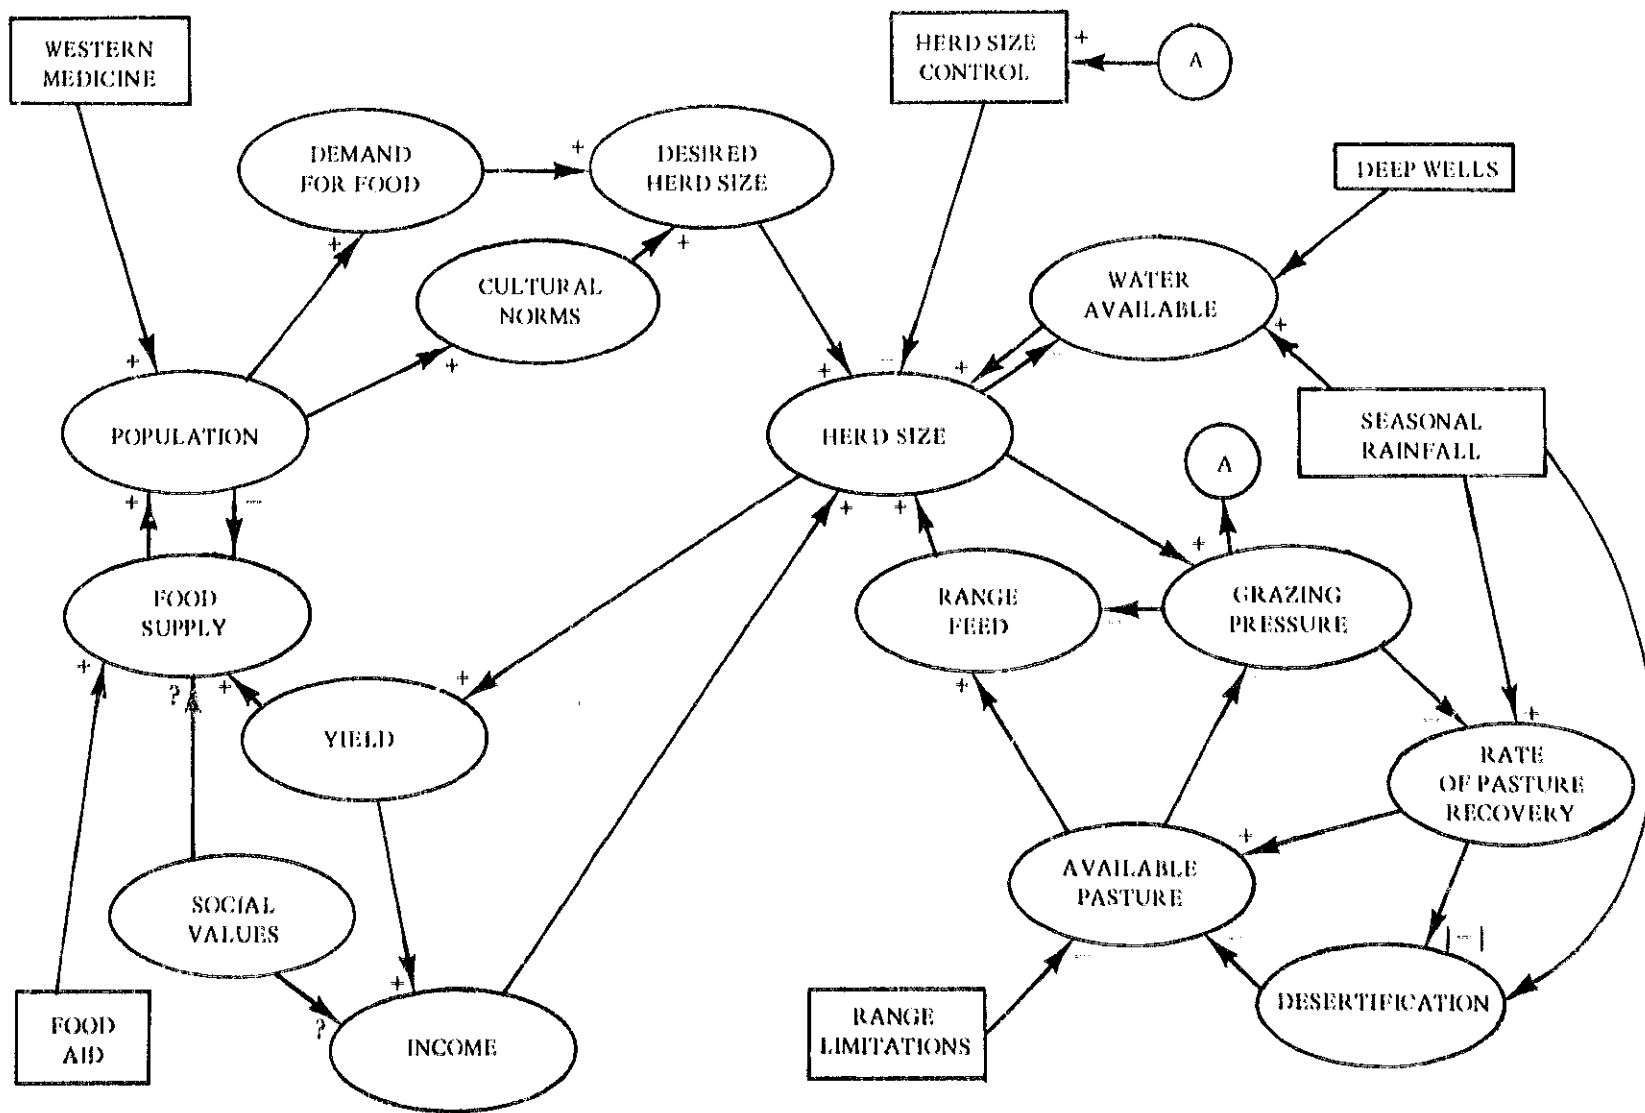 WESTERN
MEDICINE
HERD SIZE
CONTROL
+
A
DEMAND
FOR FOOD
+
DESIRED
HERD SIZE
DEEP WELLS
+
CULTURAL
NORMS
+
WATER
AVAILABLE
+
+
+
+
−
+
−
POPULATION
HERD SIZE
SEASONAL
RAINFALL
A
+
−
+
+
+
FOOD
SUPPLY
RANGE
FEED
GRAZING
PRESSURE
−
+
?
+
+
+
−
−
+
YIELD
RATE
OF PASTURE
RECOVERY
+
AVAILABLE
PASTURE
SOCIAL
VALUES
−
|−|
−
+
DESERTIFICATION
FOOD
AID
?
INCOME
RANGE
LIMITATIONS